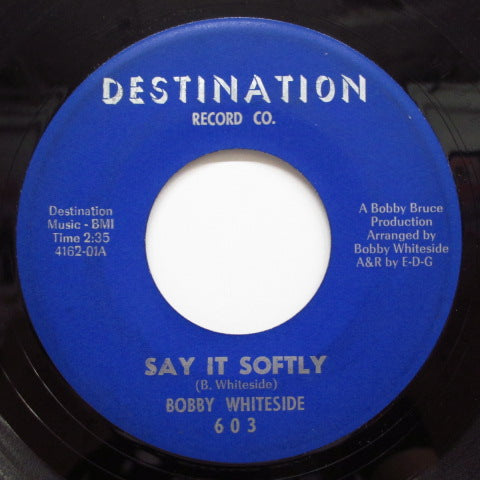 DESTINATION
RECORD CO.
Destination
Music - BMI
Time 2:35
4162-01A
A Bobby Bruce
Production
Arranged by
Bobby Whiteside
A&R by E-D-G
SAY IT SOFTLY
(B. Whiteside)
BOBBY WHITESIDE
603